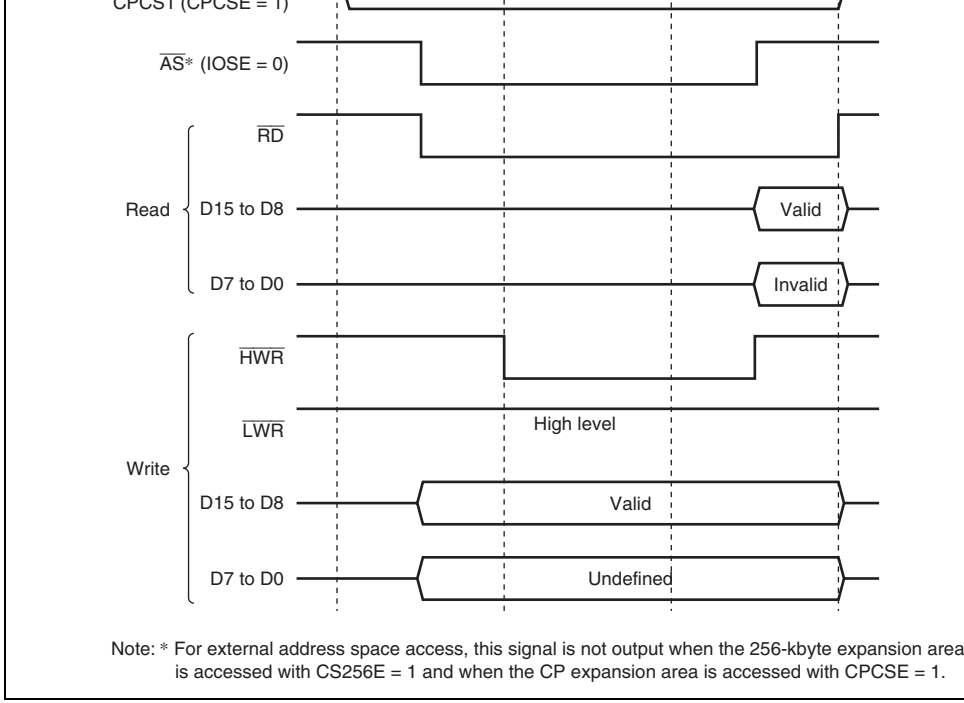 CPCS1 (CPCSE = 1)
AS* (IOSE = 0)
RD
Read
D15 to D8
Valid
D7 to D0
Invalid
HWR
LWR
High level
Write
D15 to D8
Valid
D7 to D0
Undefined
Note: * For external address space access, this signal is not output when the 256-kbyte expansion area
is accessed with CS256E = 1 and when the CP expansion area is accessed with CPCSE = 1.